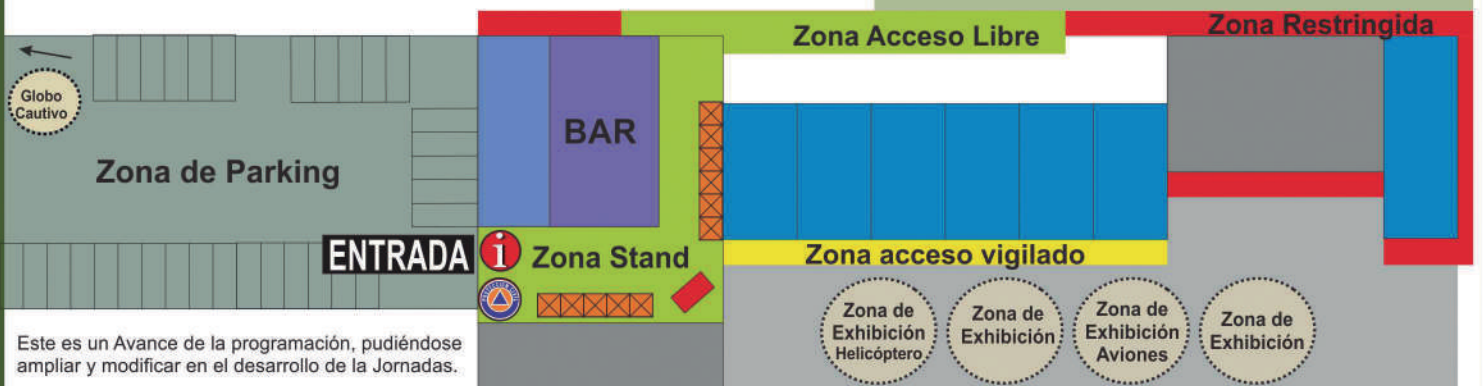 Zona Acceso Libre
Zona Restringida
Globo
Cautivo
BAR
Zona de Parking
ENTRADA
i
Zona Stand
Zona acceso vigilado
PROTECCIÓN CIVIL
Zona de
Exhibición
Helicóptero
Zona de
Exhibición
Zona de
Exhibición
Aviones
Zona de
Exhibición
Este es un Avance de la programación, pudiéndose
ampliar y modificar en el desarrollo de la Jornadas.